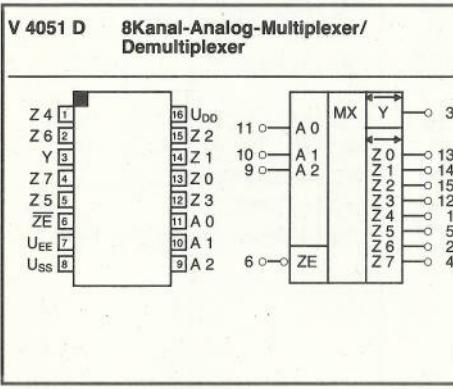 V 4051 D 8Kanal-Analog-Multiplexer/
Demultiplexer
Z 4 1
Z 6 2
Y 3
Z 7 4
Z 5 5
Z̅E̅ 6
UEE 7
USS 8
16 UDD
15 Z 2
14 Z 1
13 Z 0
12 Z 3
11 A 0
10 A 1
9 A 2
11 A 0
10 A 1
9 A 2
6 ZE
MX
Y 3
Z 0 13
Z 1 14
Z 2 15
Z 3 12
Z 4 1
Z 5 5
Z 6 2
Z 7 4